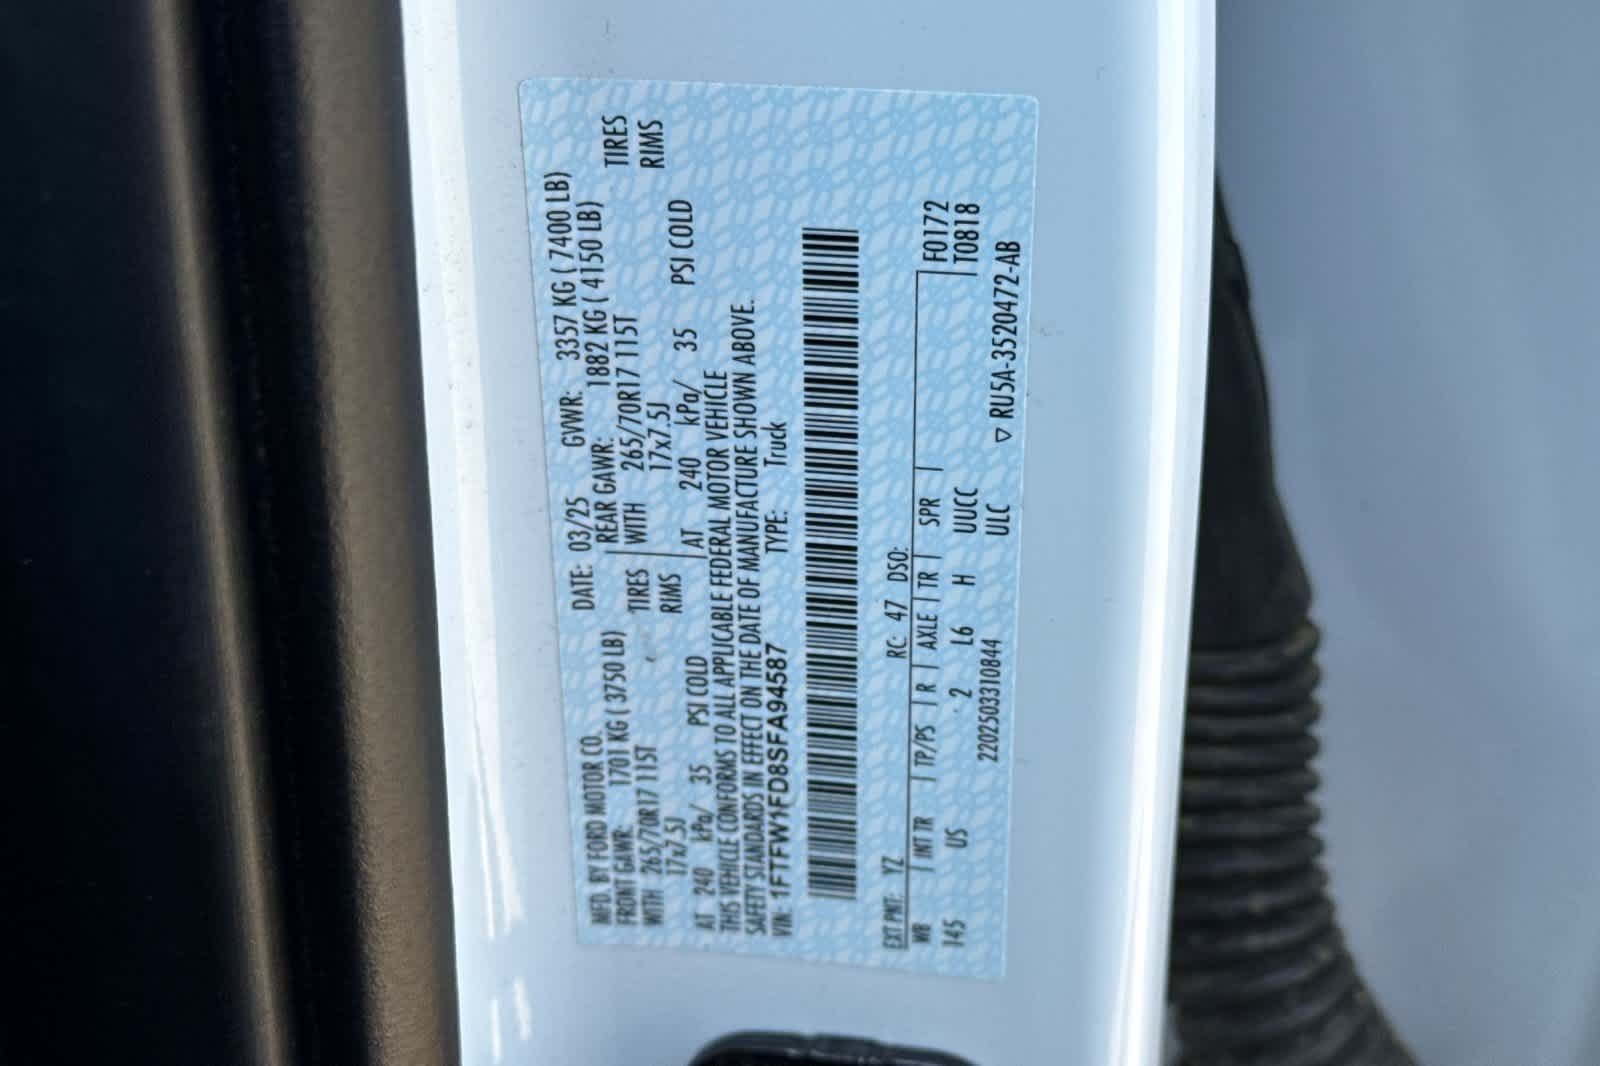 MFD. BY FORD MOTOR CO.
DATE: 03/25 GVWR: 3357 KG ( 7400 LB)
FRONT GAWR: 1701 KG ( 3750 LB) REAR GAWR: 1882 KG ( 4150 LB)
WITH 265/70R17 115T TIRES WITH 265/70R17 115T TIRES
17x7.5J RIMS 17x7.5J RIMS
AT 240 kPa/ 35 PSI COLD AT 240 kPa/ 35 PSI COLD
THIS VEHICLE CONFORMS TO ALL APPLICABLE FEDERAL MOTOR VEHICLE
SAFETY STANDARDS IN EFFECT ON THE DATE OF MANUFACTURE SHOWN ABOVE.
VIN: 1FTFW1FD8SFA94587 TYPE: Truck
EXT PNT: YZ RC: 47 DSO:
WB | INT TR | TP/PS | R | AXLE | TR | SPR | F0172
145 US 2 L6 H UUCC T0818
2202503310844 ULC ▽ RU5A-3520472-AB